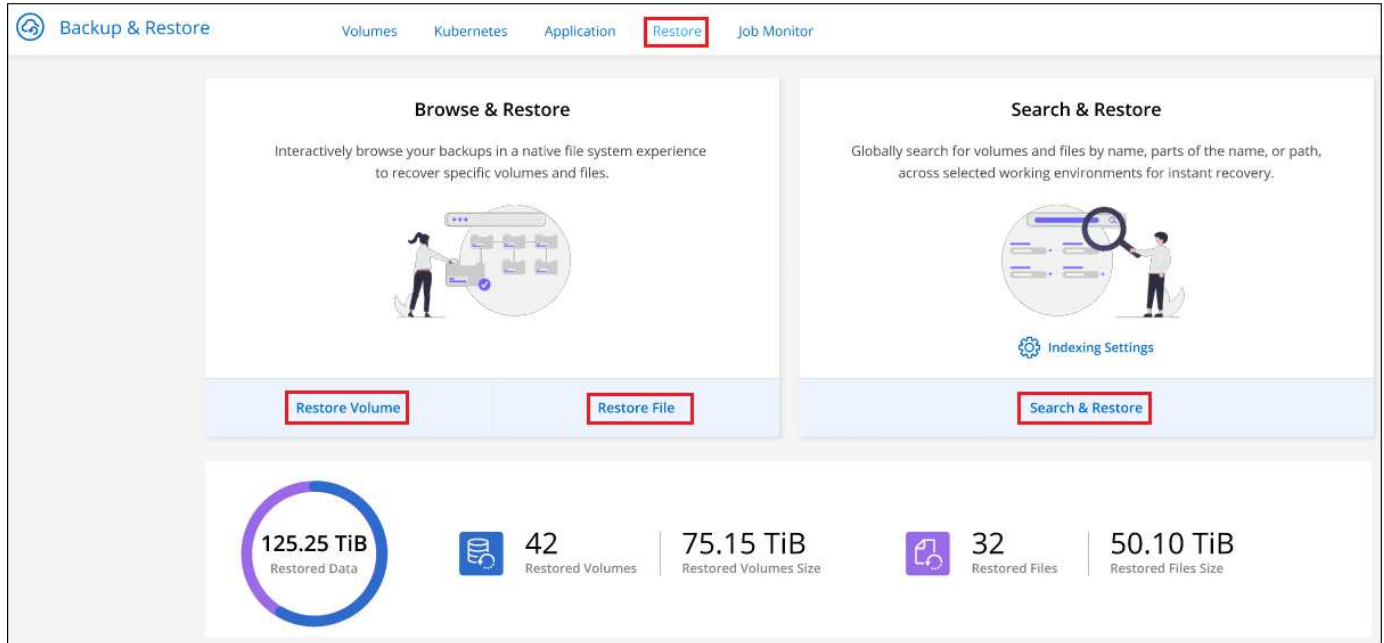 Backup & Restore
Volumes Kubernetes Application Restore Job Monitor
Browse & Restore
Interactively browse your backups in a native file system experience
to recover specific volumes and files.
Restore Volume Restore File
Search & Restore
Globally search for volumes and files by name, parts of the name, or path,
across selected working environments for instant recovery.
Indexing Settings
Search & Restore
125.25 TiB
Restored Data
42
Restored Volumes
75.15 TiB
Restored Volumes Size
32
Restored Files
50.10 TiB
Restored Files Size